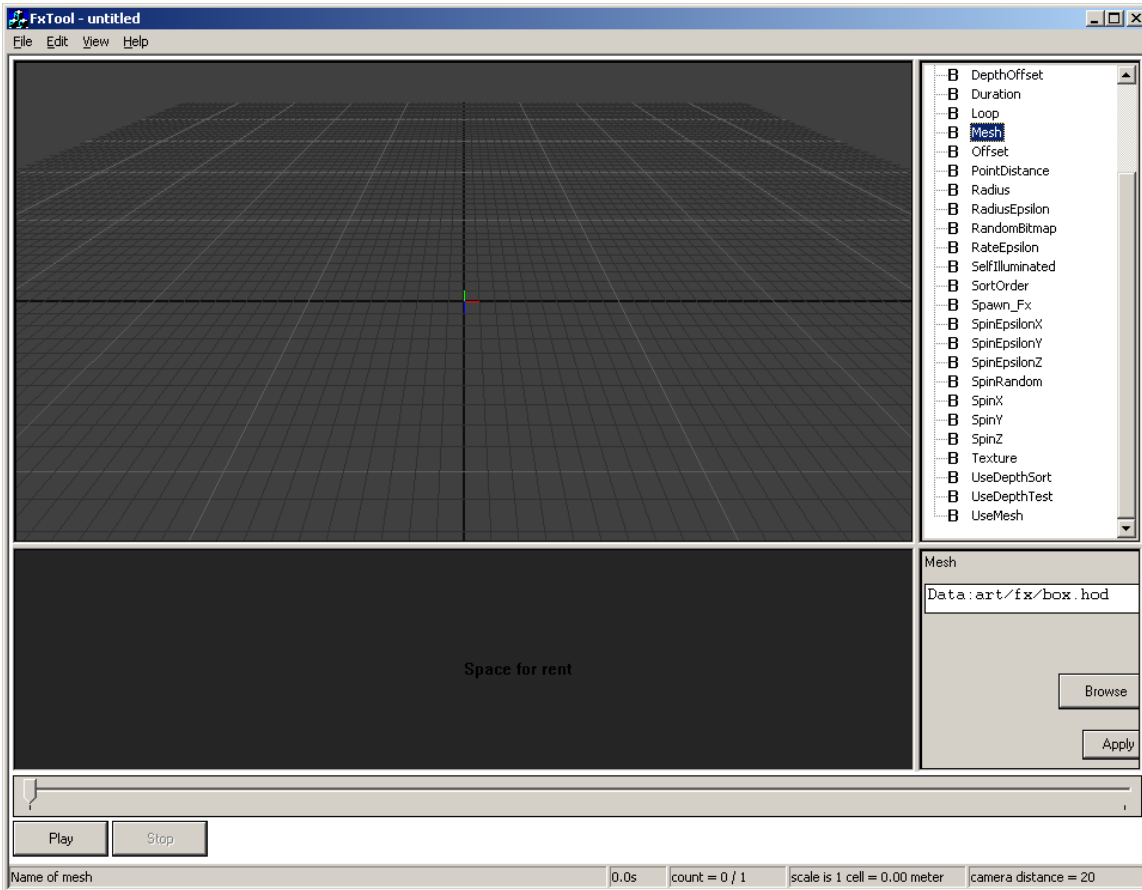 FxTool - untitled
File Edit View Help
DepthOffset
Duration
Loop
Mesh
Offset
PointDistance
Radius
RadiusEpsilon
RandomBitmap
RateEpsilon
SelfIlluminated
SortOrder
Spawn_Fx
SpinEpsilonX
SpinEpsilonY
SpinEpsilonZ
SpinRandom
SpinX
SpinY
SpinZ
Texture
UseDepthSort
UseDepthTest
UseMesh
Mesh
Data:art/fx/box.hod
Space for rent
Browse
Apply
Play Stop
Name of mesh 0.0s count = 0 / 1 scale is 1 cell = 0.00 meter camera distance = 20